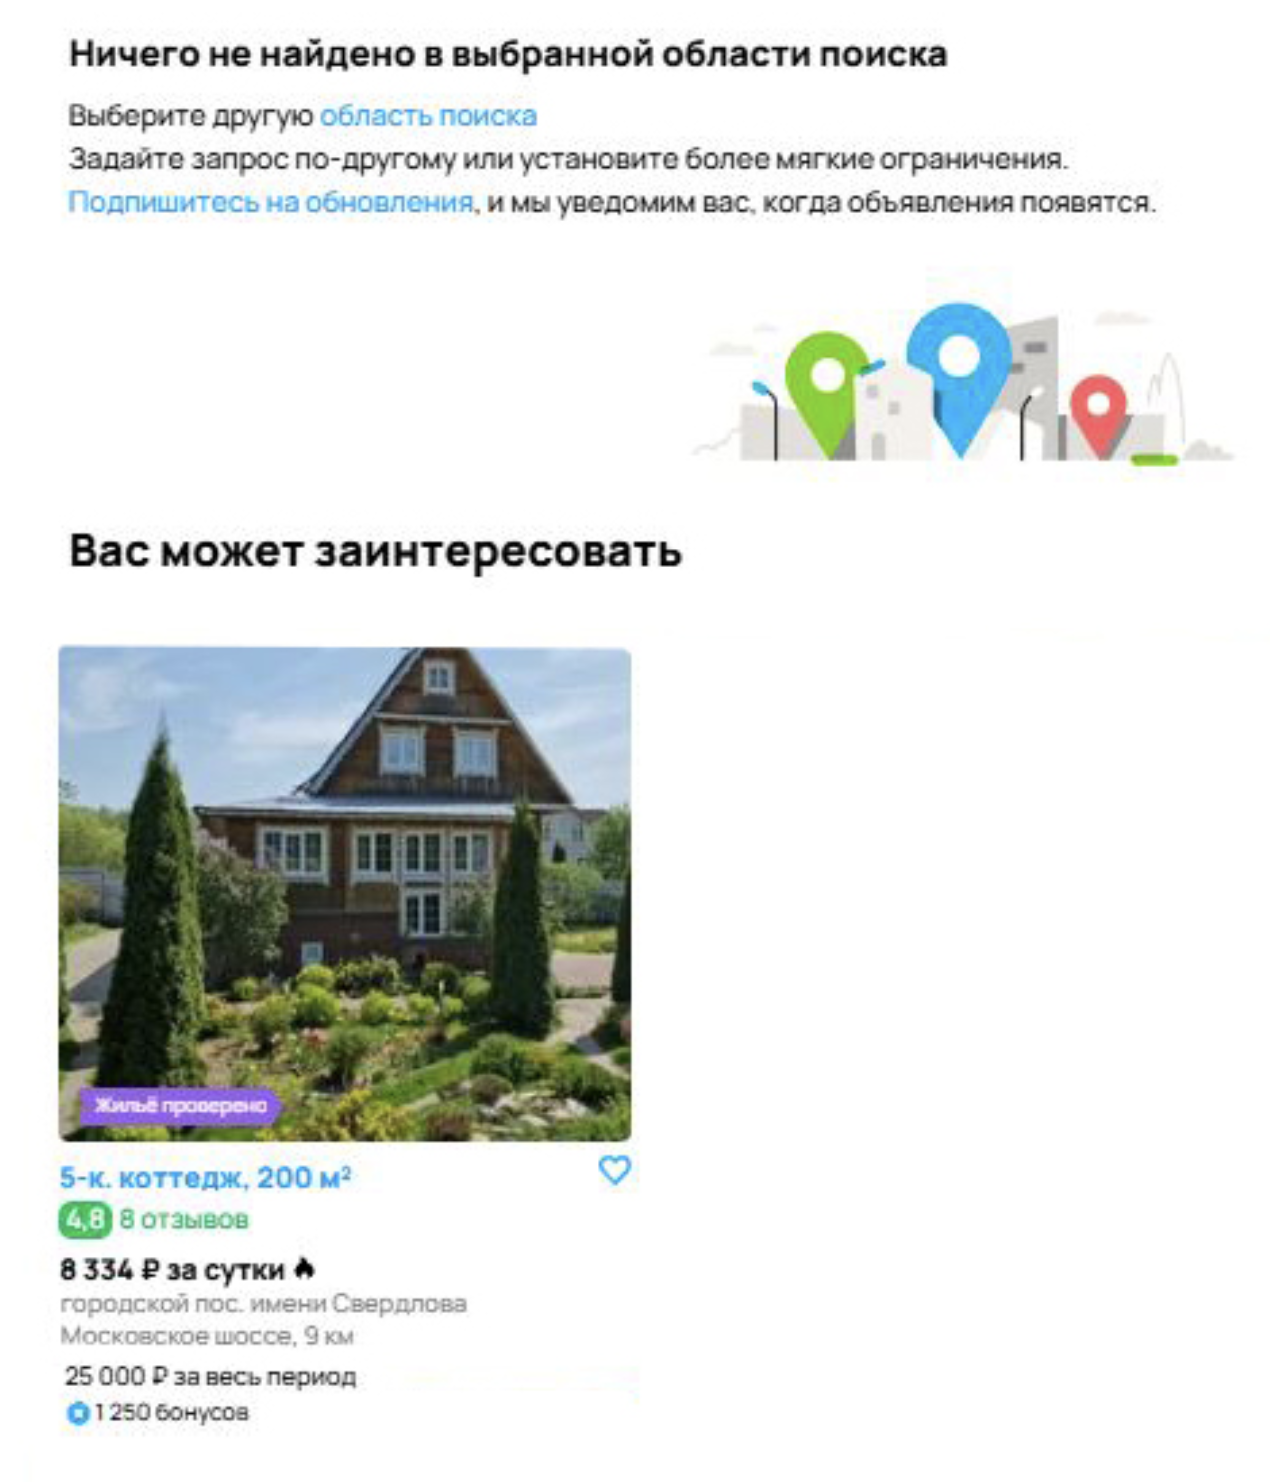 Ничего не найдено в выбранной области поиска
Выберите другую область поиска
Задайте запрос по-другому или установите более мягкие ограничения.
Подпишитесь на обновления, и мы уведомим вас, когда объявления появятся.
Вас может заинтересовать
Жильё проверено
5-к. коттедж, 200 м²
4,8 8 отзывов
8 334 ₽ за сутки
городской пос. имени Свердлова
Московское шоссе, 9 км
25 000 ₽ за весь период
1 250 бонусов